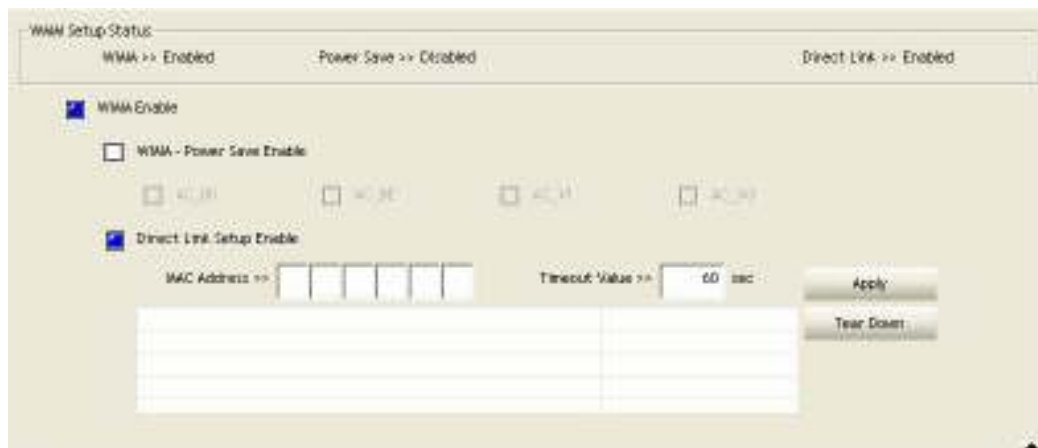 WMM Setup Status
WMM >> Enabled Power Save >> Disabled Direct Link >> Enabled
WMM Enable
WMM - Power Save Enable
Direct Link Setup Enable
MAC Address >> Timeout Value >> 60 sec
Apply
Tear Down